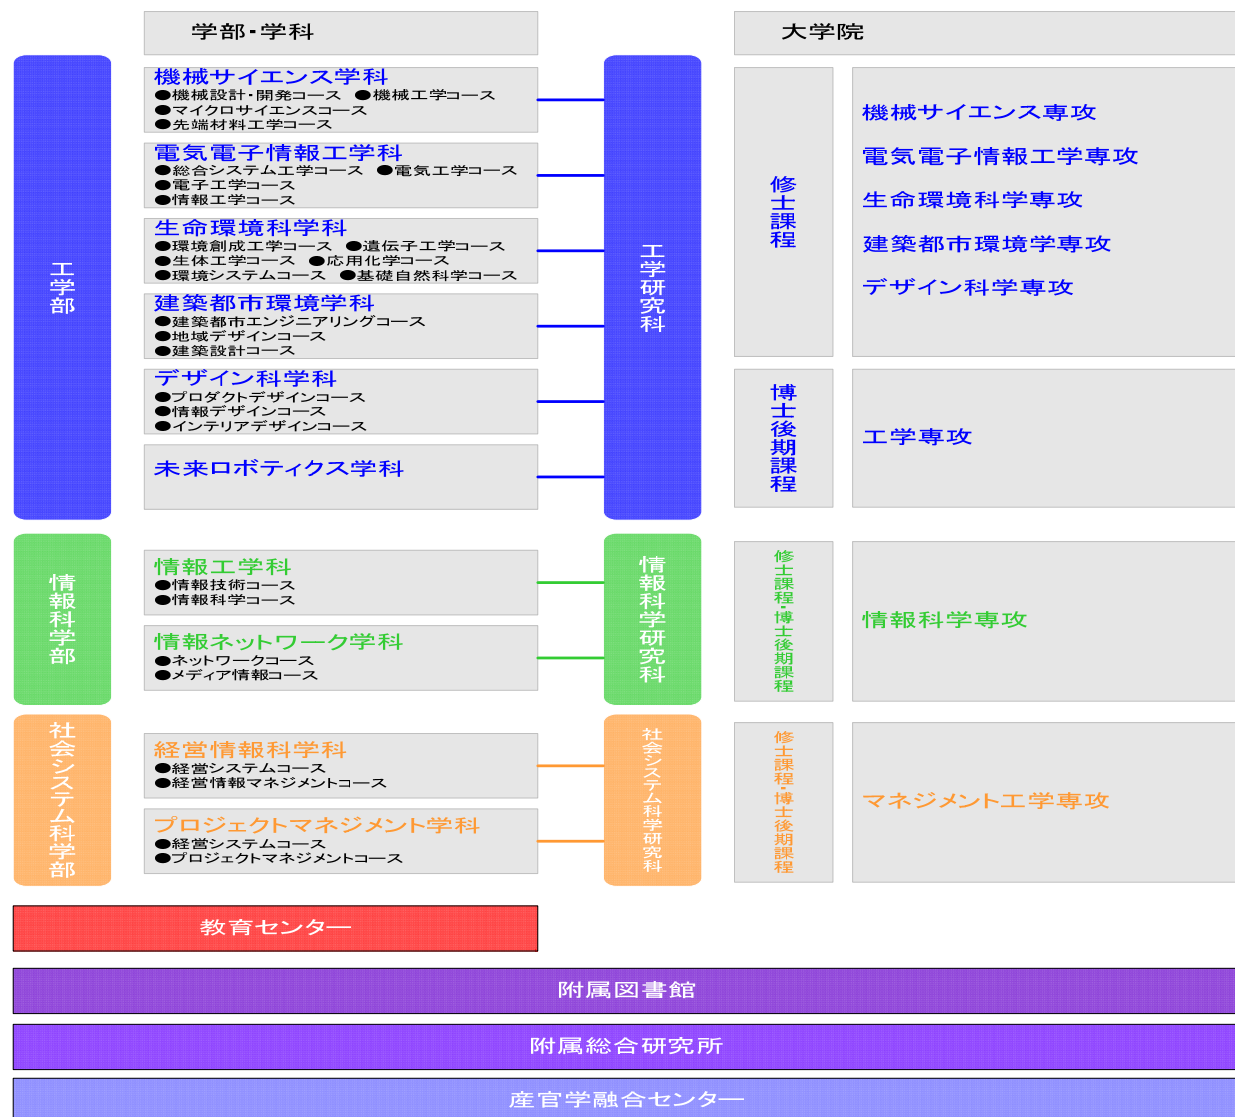 学部・学科
大学院
工学部
機械サイエンス学科
●機械設計・開発コース ●機械工学コース
●マイクロサイエンスコース
●先端材料工学コース
電気電子情報工学科
●総合システム工学コース ●電気工学コース
●電子工学コース
●情報工学コース
生命環境科学科
●環境創成工学コース ●遺伝子工学コース
●生体工学コース ●応用化学コース
●環境システムコース ●基礎自然科学コース
建築都市環境学科
●建築都市エンジニアリングコース
●地域デザインコース
●建築設計コース
デザイン科学科
●プロダクトデザインコース
●情報デザインコース
●インテリアデザインコース
未来ロボティクス学科
工学研究科
修士課程
機械サイエンス専攻
電気電子情報工学専攻
生命環境科学専攻
建築都市環境学専攻
デザイン科学専攻
博士後期課程
工学専攻
情報科学部
情報工学科
●情報技術コース
●情報科学コース
情報ネットワーク学科
●ネットワークコース
●メディア情報コース
情報科学研究科
修士課程・博士後期課程
情報科学専攻
社会システム科学部
経営情報科学科
●経営システムコース
●経営情報マネジメントコース
プロジェクトマネジメント学科
●経営システムコース
●プロジェクトマネジメントコース
社会システム科学研究科
修士課程・博士後期課程
マネジメント工学専攻
教育センター
附属図書館
附属総合研究所
産官学融合センター